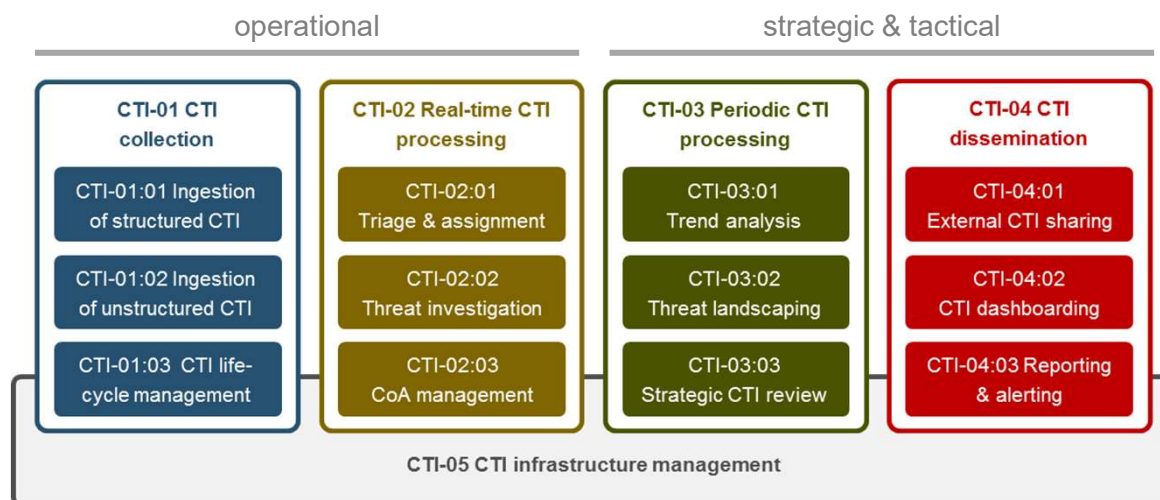 operational
strategic & tactical
CTI-01 CTI
collection
CTI-01:01 Ingestion
of structured CTI
CTI-01:02 Ingestion
of unstructured CTI
CTI-01:03 CTI life-
cycle management
CTI-02 Real-time CTI
processing
CTI-02:01
Triage & assignment
CTI-02:02
Threat investigation
CTI-02:03
CoA management
CTI-03 Periodic CTI
processing
CTI-03:01
Trend analysis
CTI-03:02
Threat landscaping
CTI-03:03
Strategic CTI review
CTI-04 CTI
dissemination
CTI-04:01
External CTI sharing
CTI-04:02
CTI dashboarding
CTI-04:03 Reporting
& alerting
CTI-05 CTI infrastructure management